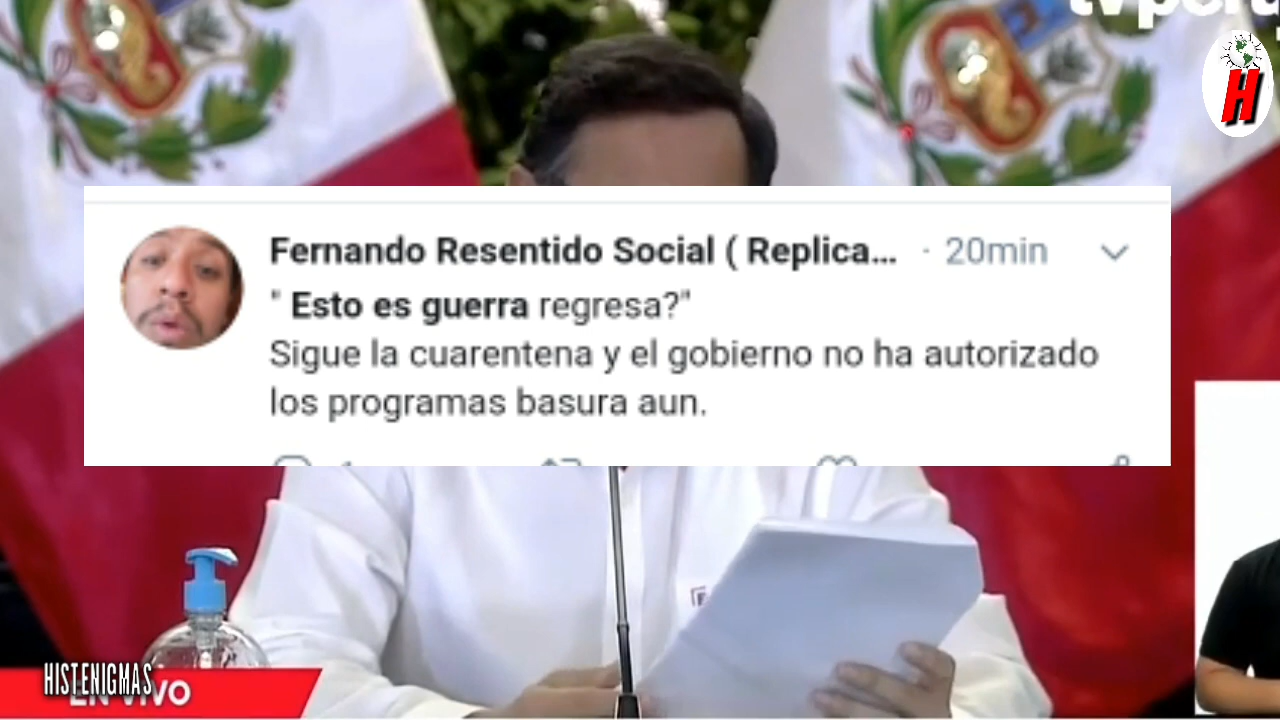 tvperú
H
Fernando Resentido Social ( Replica... · 20min
" Esto es guerra regresa?"
Sigue la cuarentena y el gobierno no ha autorizado
los programas basura aun.
HISTENIGMAS
EN VIVO